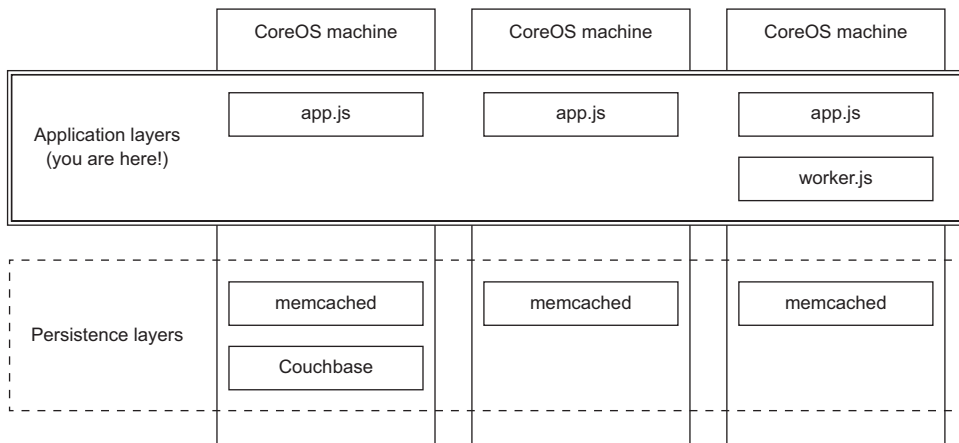 CoreOS machine
CoreOS machine
CoreOS machine
Application layers
(you are here!)
app.js
app.js
app.js
worker.js
Persistence layers
memcached
memcached
memcached
Couchbase